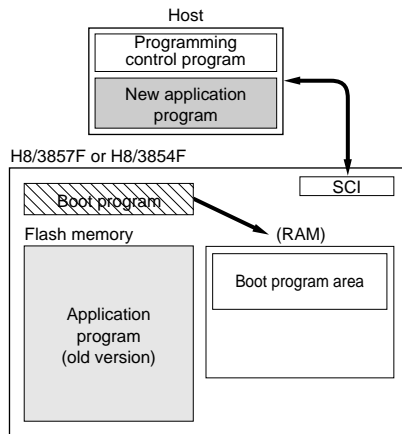 Host
Programming
control program
New application
program
H8/3857F or H8/3854F
SCI
Boot program
Flash memory
(RAM)
Boot program area
Application
program
(old version)